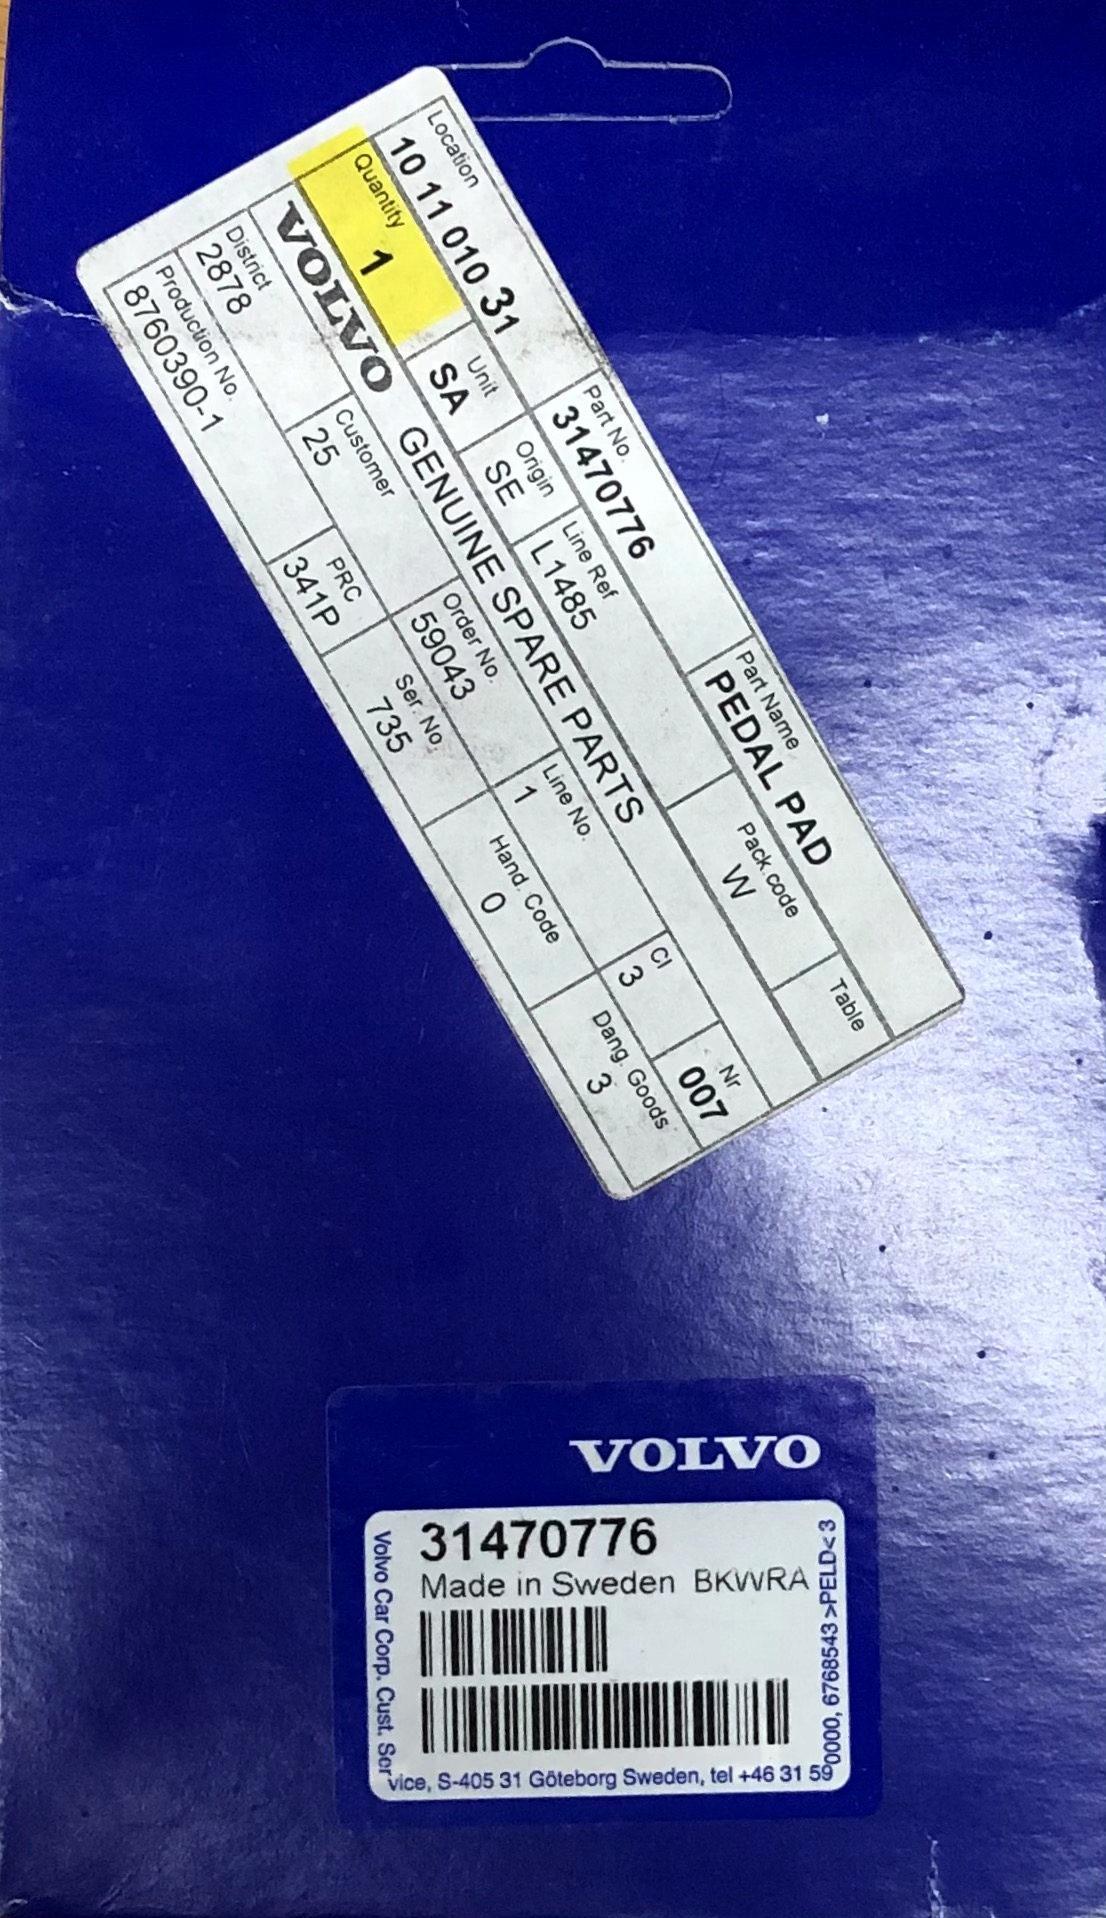 Location
10 11 010 31
Part No.
31470776
Part Name
PEDAL PAD
Quantity
1
Unit
SA
Origin
SE
Line Ref
L1485
Pack.code
W
Table
VOLVO GENUINE SPARE PARTS
District
2878
Customer
25
Order No.
59043
Line No.
1
Cl
3
Nr
007
Production No.
8760390-1
PRC
341P
Ser. No.
735
Hand. Code
0
Dang. Goods
3
VOLVO
31470776
Made in Sweden BKWRA
Volvo Car Corp. Cust. Ser
vice, S-405 31 Göteborg Sweden, tel +46 31 59
0000, 6768543 >PELD< 3